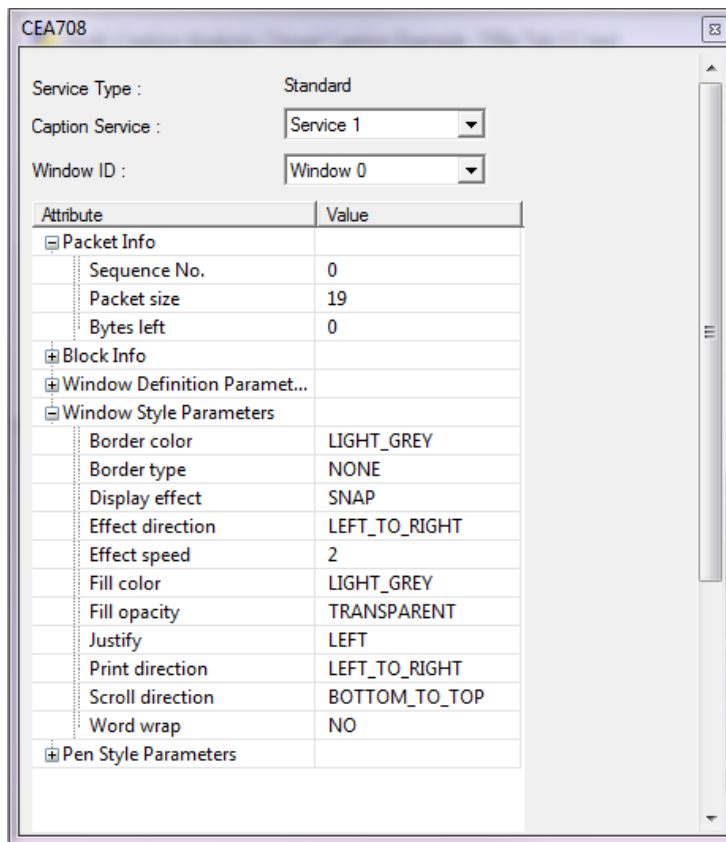 CEA708
Service Type : Standard
Caption Service : Service 1
Window ID : Window 0
Attribute Value
Packet Info
Sequence No. 0
Packet size 19
Bytes left 0
Block Info
Window Definition Paramet...
Window Style Parameters
Border color LIGHT_GREY
Border type NONE
Display effect SNAP
Effect direction LEFT_TO_RIGHT
Effect speed 2
Fill color LIGHT_GREY
Fill opacity TRANSPARENT
Justify LEFT
Print direction LEFT_TO_RIGHT
Scroll direction BOTTOM_TO_TOP
Word wrap NO
Pen Style Parameters